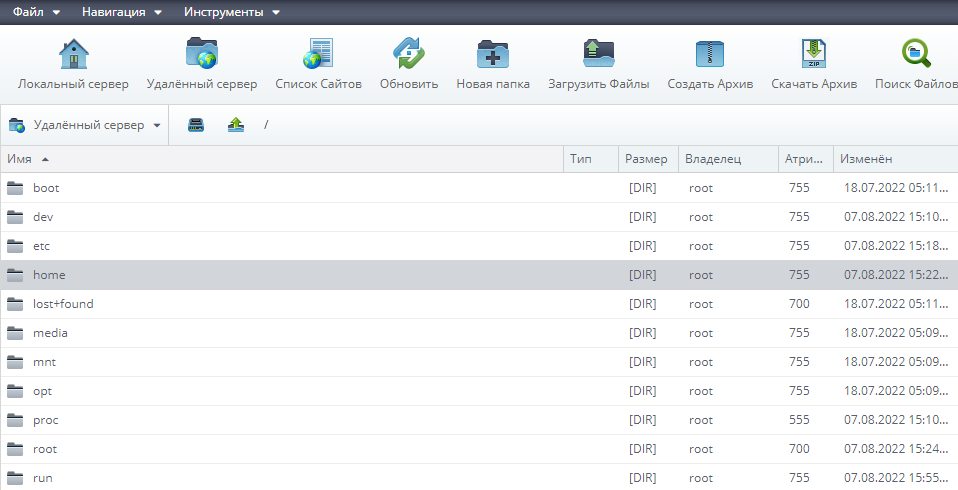 Файл Навигация Инструменты
Локальный сервер Удалённый сервер Список Сайтов Обновить Новая папка Загрузить Файлы Создать Архив ZIP Скачать Архив Поиск Файлов
Удалённый сервер /
Имя Тип Размер Владелец Атри... Изменён
boot [DIR] root 755 18.07.2022 05:11...
dev [DIR] root 755 07.08.2022 15:10...
etc [DIR] root 755 07.08.2022 15:18...
home [DIR] root 755 07.08.2022 15:22...
lost+found [DIR] root 700 18.07.2022 05:11...
media [DIR] root 755 18.07.2022 05:09...
mnt [DIR] root 755 18.07.2022 05:09...
opt [DIR] root 755 18.07.2022 05:09...
proc [DIR] root 555 07.08.2022 15:10...
root [DIR] root 700 07.08.2022 15:24...
run [DIR] root 755 07.08.2022 15:55...